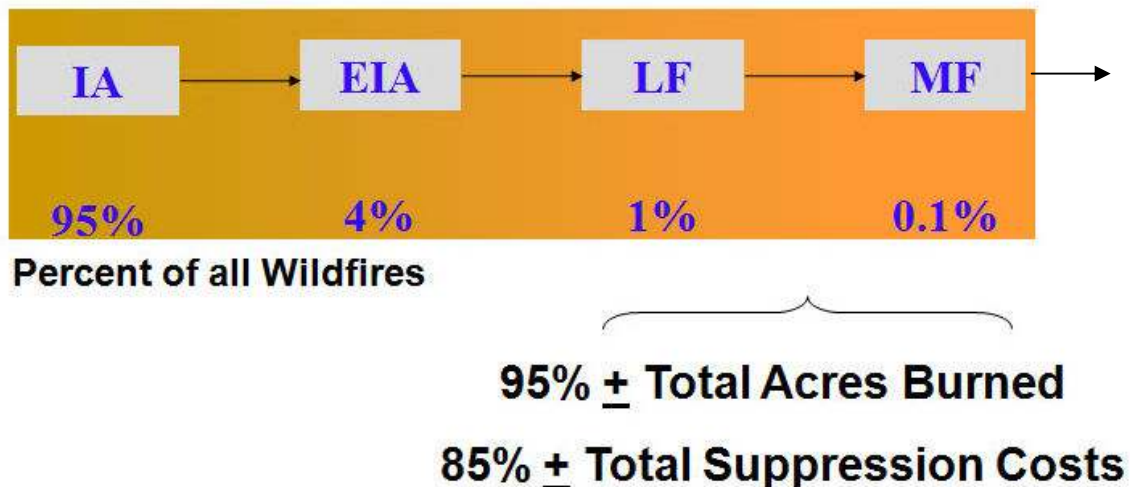 IA EIA LF MF
95% 4% 1% 0.1%
Percent of all Wildfires
95% ± Total Acres Burned
85% ± Total Suppression Costs